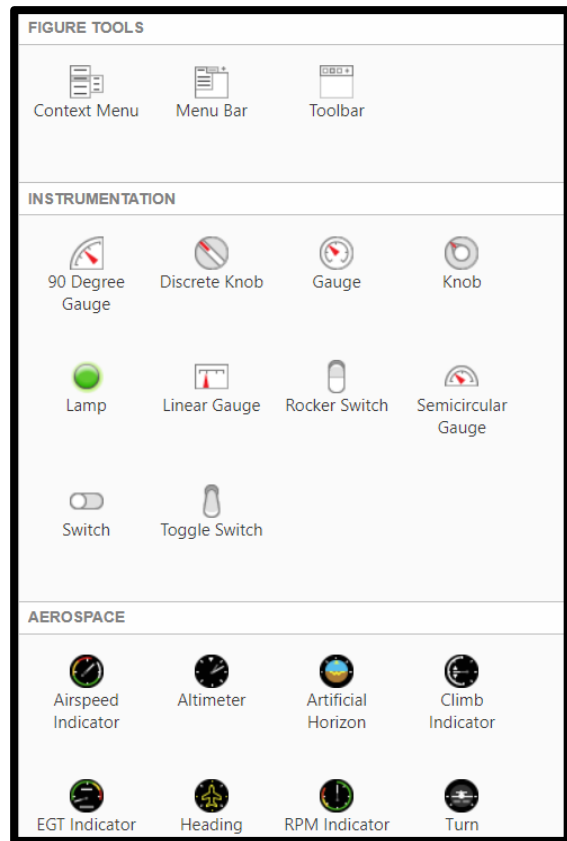 FIGURE TOOLS
Context Menu Menu Bar Toolbar
INSTRUMENTATION
90 Degree Gauge Discrete Knob Gauge Knob
Lamp Linear Gauge Rocker Switch Semicircular Gauge
Switch Toggle Switch
AEROSPACE
Airspeed Indicator Altimeter Artificial Horizon Climb Indicator
EGT Indicator Heading RPM Indicator Turn